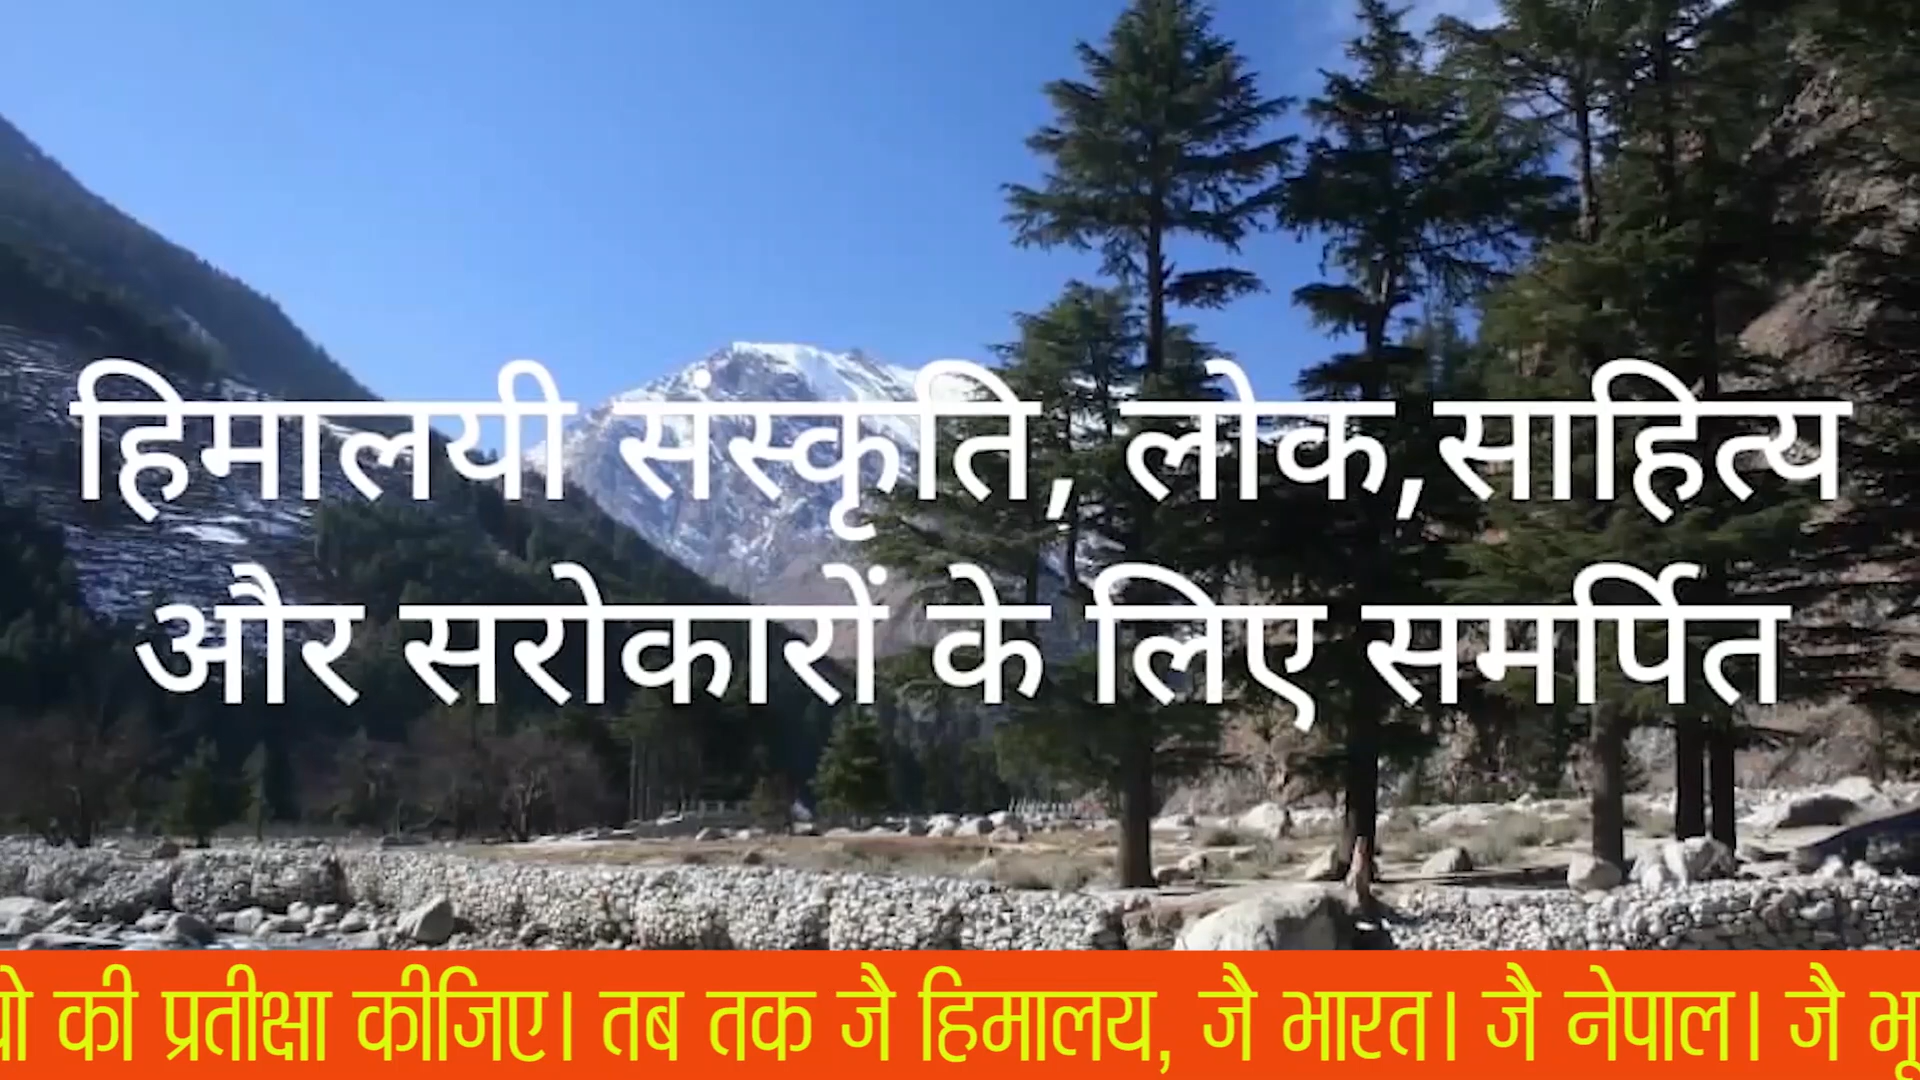 हिमालयी संस्कृति, लोक,साहित्य
और सरोकारों के लिए समर्पित
की प्रतीक्षा कीजिए। तब तक जै हिमालय, जै भारत। जै नेपाल। जै